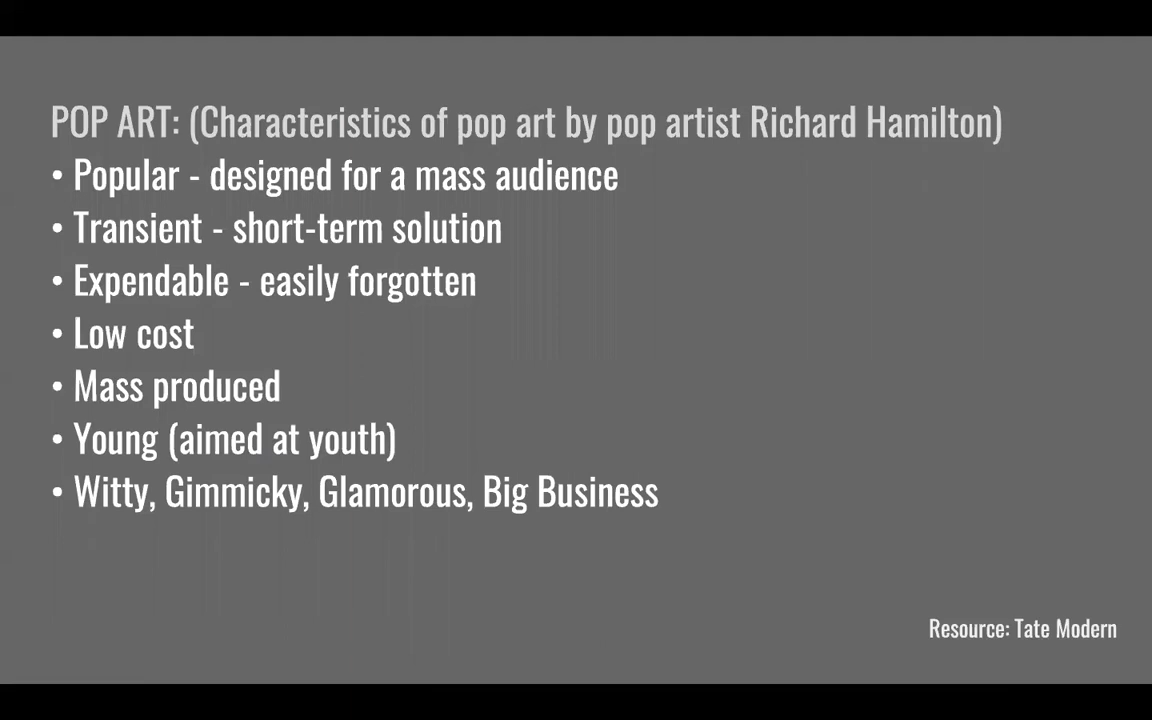 POP ART: (Characteristics of pop art by pop artist Richard Hamilton)
• Popular - designed for a mass audience
• Transient - short-term solution
• Expendable - easily forgotten
• Low cost
• Mass produced
• Young (aimed at youth)
• Witty, Gimmicky, Glamorous, Big Business
Resource: Tate Modern